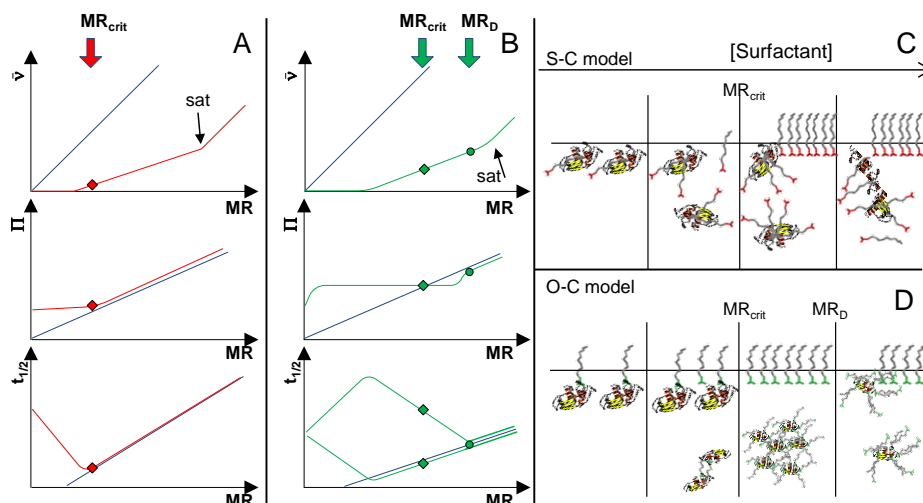 MRcrit
A
ν̄
sat
MR
Π
MR
t1/2
MR
MRcrit
MRD
B
ν̄
sat
MR
Π
MR
t1/2
MR
S-C model
[Surfactant]
C
MRcrit
O-C model
D
MRcrit
MRD